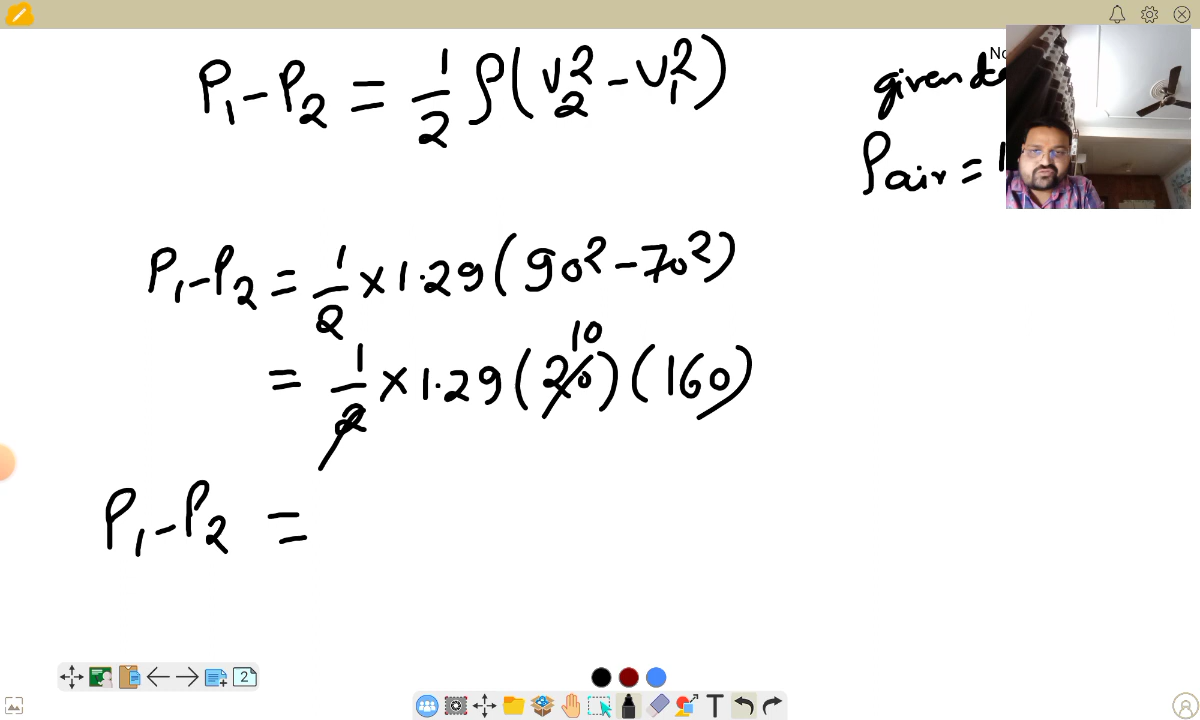 P₁-P₂ = 1/2 ρ(v₂² - v₁²)
given
ρair = 1
P₁-P₂ = 1/2 × 1.29(90² - 70²)
10
= 1/2 × 1.29(20)(160)
P₁-P₂ =
2
T